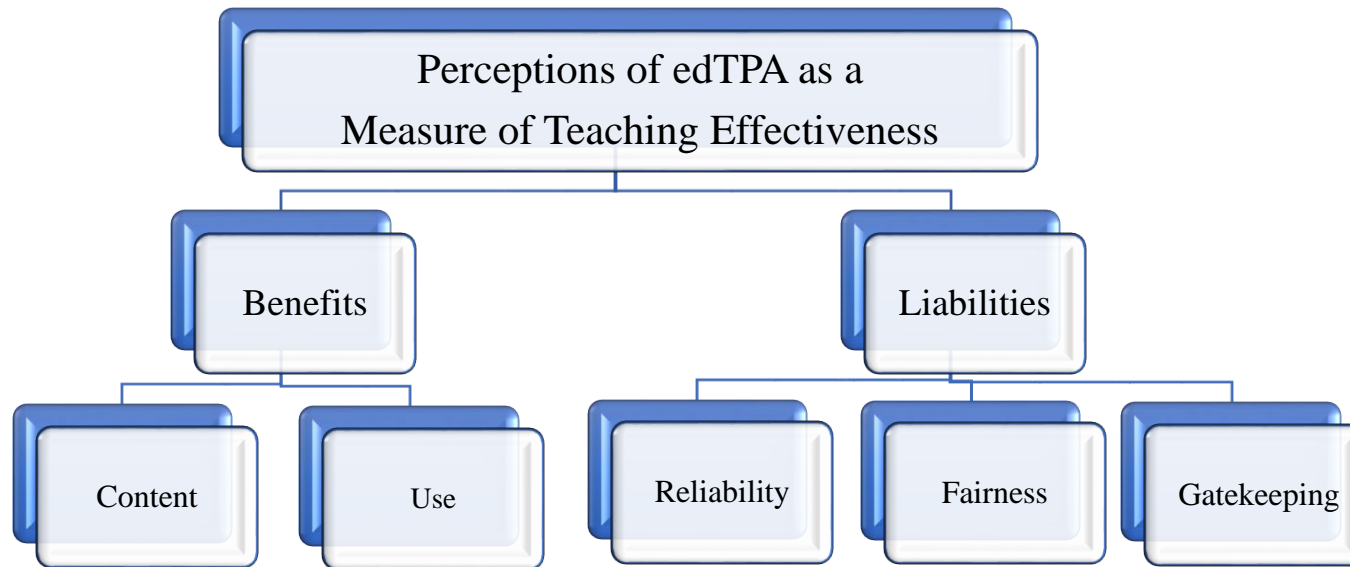 Perceptions of edTPA as a
Measure of Teaching Effectiveness
Benefits
Liabilities
Content
Use
Reliability
Fairness
Gatekeeping